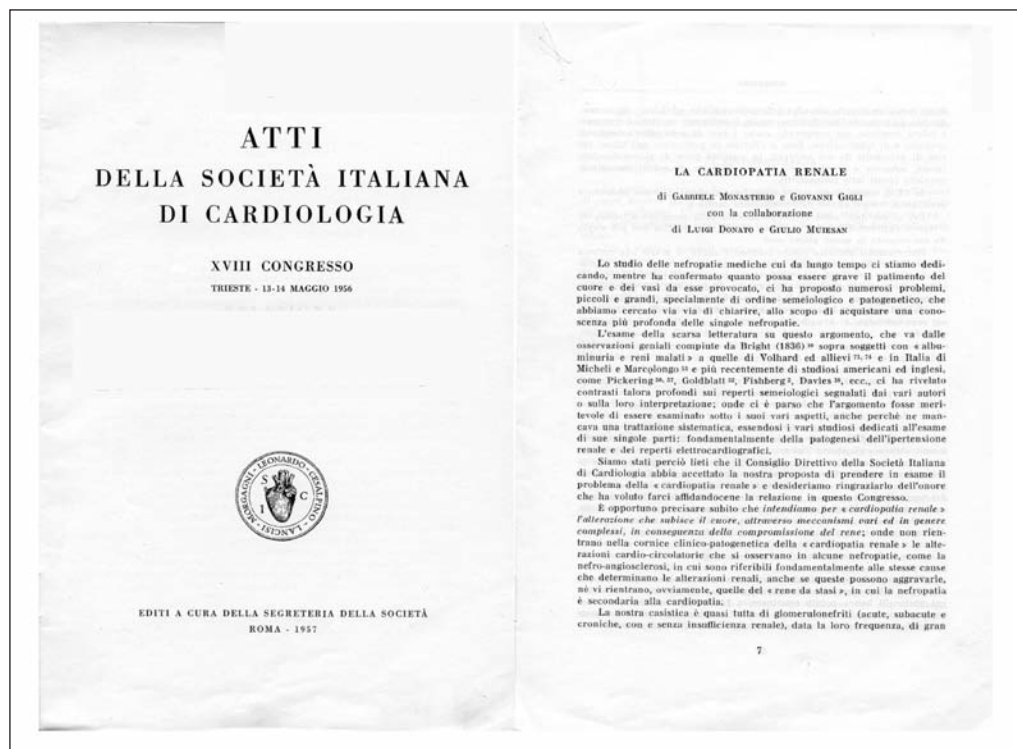 ATTI
DELLA SOCIETÀ ITALIANA
DI CARDIOLOGIA
XVIII CONGRESSO
TRIESTE - 13-14 MAGGIO 1956
MORGAGNI - LEONARDO - CESALPINO - LANCISI
S
I C
EDITI A CURA DELLA SEGRETERIA DELLA SOCIETÀ
ROMA - 1957
LA CARDIOPATIA RENALE
di GABRIELE MONASTERIO e GIOVANNI GIGLI
con la collaborazione
di LUIGI DONATO e GIULIO MUIESAN
Lo studio delle nefropatie mediche cui da lungo tempo ci stiamo dedi-
cando, mentre ha confermato quanto possa essere grave il patimento del
cuore e dei vasi da esse provocato, ci ha proposto numerosi problemi,
piccoli e grandi, specialmente di ordine semeiologico e patogenetico, che
abbiamo cercato via via di chiarire, allo scopo di acquistare una cono-
scenza più profonda delle singole nefropatie.
L'esame della scarsa letteratura su questo argomento, che va dalle
osservazioni geniali compiute da Bright (1836) sopra soggetti con « albu-
minuria e reni malati » a quelle di Volhard ed allievi 73, 74 e in Italia di
Micheli e Marcolongo e più recentemente di studiosi americani ed inglesi,
come Pickering, Goldblatt, Fishberg, Davies, ecc., ci ha rivelato
contrasti talora profondi sui reperti semeiologici segnalati dai vari autori
o sulla loro interpretazione; onde ci è parso che l'argomento fosse meri-
tevole di essere esaminato sotto i suoi vari aspetti, anche perchè ne man-
cava una trattazione sistematica, essendosi i vari studiosi dedicati all'esame
di sue singole parti: fondamentalmente della patogenesi dell'ipertensione
renale e dei reperti elettrocardiografici.
Siamo stati perciò lieti che il Consiglio Direttivo della Società Italiana
di Cardiologia abbia accettato la nostra proposta di prendere in esame il
problema della « cardiopatia renale » e desideriamo ringraziarlo dell'onore
che ha voluto farci affidandocene la relazione in questo Congresso.
È opportuno precisare subito che intendiamo per « cardiopatia renale »
l'alterazione che subisce il cuore, attraverso meccanismi vari ed in genere
complessi, in conseguenza della compromissione del rene; onde non rien-
trano nella cornice clinico-patogenetica della « cardiopatia renale » le alte-
razioni cardio-circolatorie che si osservano in alcune nefropatie, come la
nefro-angiosclerosi, in cui sono riferibili fondamentalmente alle stesse cause
che determinano le alterazioni renali, anche se queste possono aggravarle,
nè vi rientrano, ovviamente, quelle del « rene da stasi », in cui la nefropatia
è secondaria alla cardiopatia.
La nostra casistica è quasi tutta di glomerulonefriti (acute, subacute e
croniche, con e senza insufficienza renale), data la loro frequenza, di gran
7